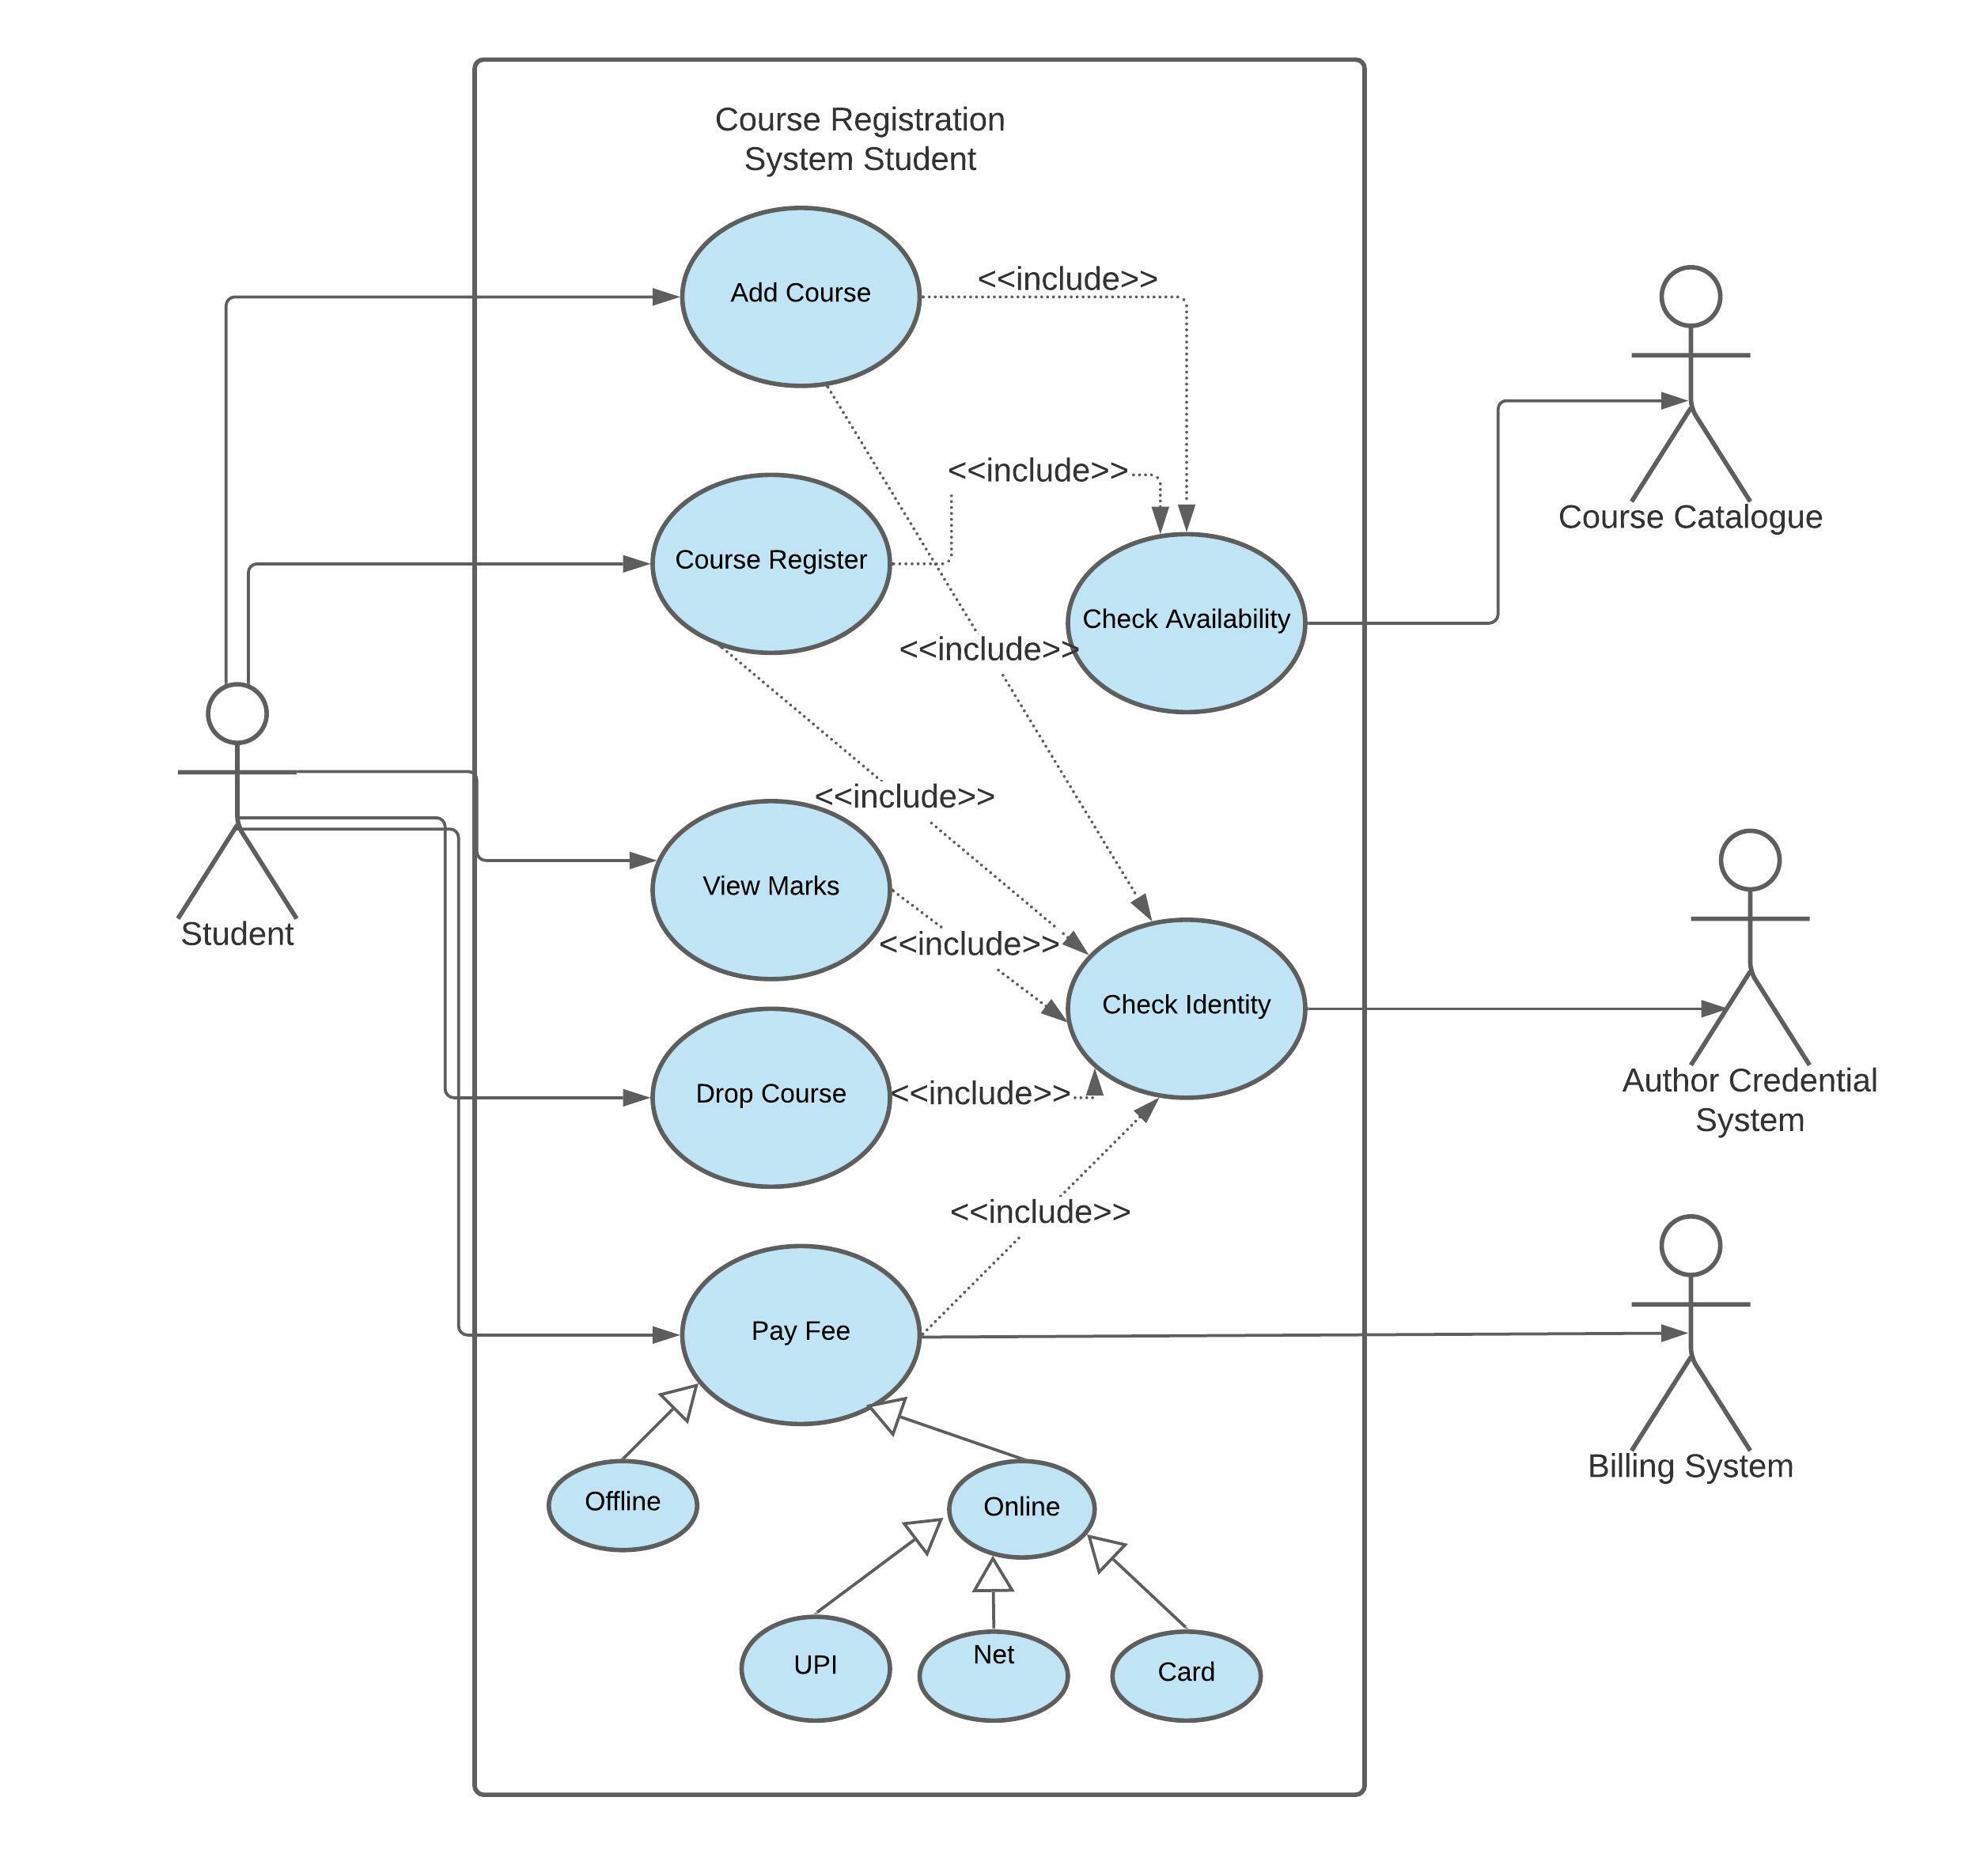 Course Registration
System Student
Add Course
<<include>>
Course Catalogue
<<include>>
Course Register
Check Availability
<<include>>
<<include>>
View Marks
Student
<<include>>
Check Identity
Author Credential
System
Drop Course
<<include>>
<<include>>
Pay Fee
Billing System
Offline
Online
UPI
Net
Card